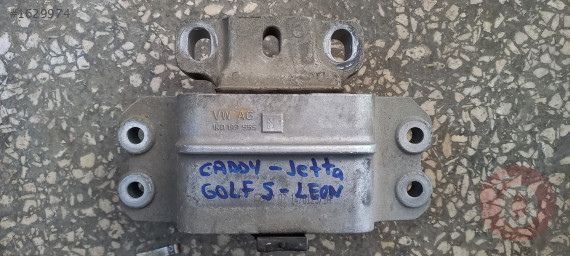 #1629974
VW AG
CADDY - Jetta
GOLF 5 - LEON